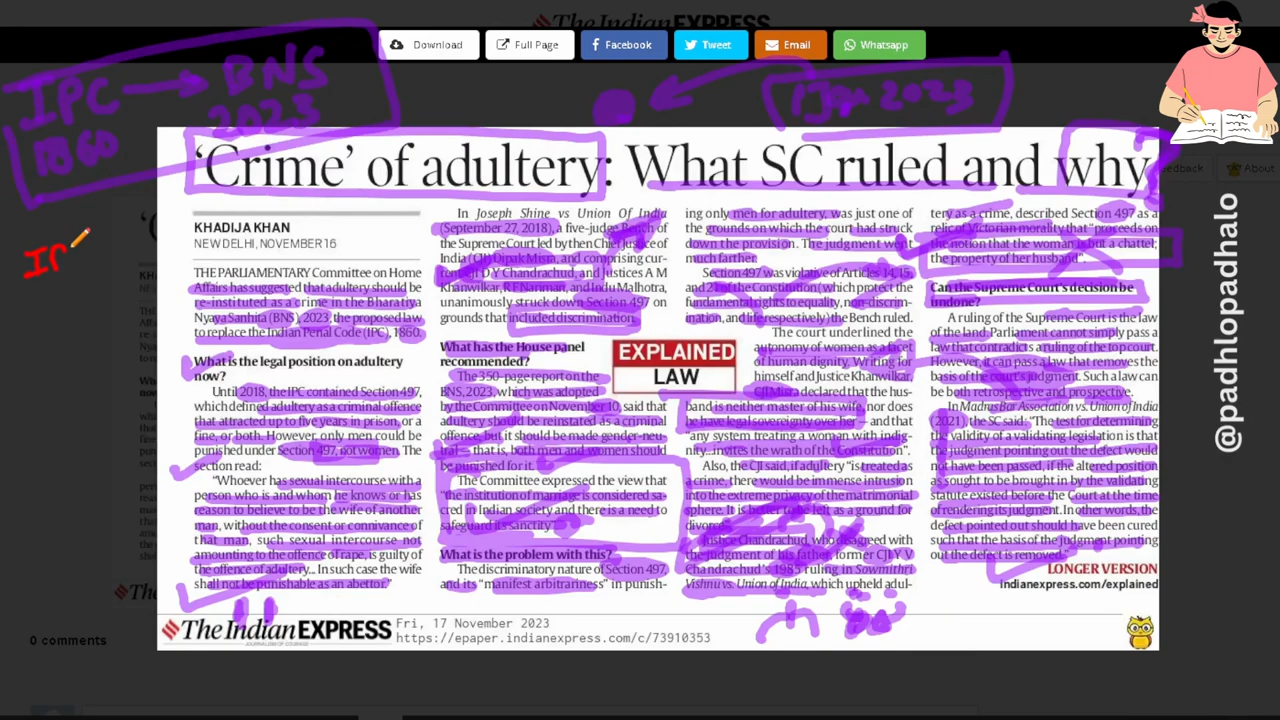 The Indian EXPRESS
Download
Full Page
Facebook
Tweet
Email
Whatsapp
IPC → BNS
1860
2023
2023
'Crime' of adultery: What SC ruled and why
eedback
About
@padhlopadhalo
KHADIJA KHAN
NEW DELHI, NOVEMBER 16
THE PARLIAMENTARY Committee on Home
Affairs has suggested that adultery should be
re-instituted as a crime in the Bharatiya
Nyaya Sanhita (BNS), 2023, the proposed law
to replace the Indian Penal Code (IPC), 1860.
What is the legal position on adultery
now?
Until 2018, the IPC contained Section 497,
which defined adultery as a criminal offence
that attracted up to five years in prison, or a
fine, or both. However, only men could be
punished under Section 497, not women. The
section read:
"Whoever has sexual intercourse with a
person who is and whom he knows or has
reason to believe to be the wife of another
man, without the consent or connivance of
that man, such sexual intercourse not
amounting to the offence of rape, is guilty of
the offence of adultery... In such case the wife
shall not be punishable as an abettor."
In Joseph Shine vs Union Of India
(September 27, 2018), a five-judge Bench of
the Supreme Court led by then Chief Justice of
India (CJI) Dipak Misra, and comprising cur-
rent CJI D Y Chandrachud, and Justices A M
Khanwilkar, R F Nariman, and Indu Malhotra,
unanimously struck down Section 497 on
grounds that included discrimination.
What has the House panel
recommended?
The 350-page report on the
BNS, 2023, which was adopted
by the Committee on November 10, said that
adultery should be reinstated as a criminal
offence, but it should be made gender-neu-
tral — that is, both men and women should
be punished for it.
The Committee expressed the view that
"the institution of marriage is considered sa-
cred in Indian society and there is a need to
safeguard its sanctity".
What is the problem with this?
The discriminatory nature of Section 497,
and its "manifest arbitrariness" in punish-
EXPLAINED
LAW
ing only men for adultery, was just one of
the grounds on which the court had struck
down the provision. The judgment went
much farther.
Section 497 was violative of Articles 14, 15,
and 21 of the Constitution (which protect the
fundamental rights to equality, non-discrim-
ination, and life respectively) the Bench ruled.
The court underlined the
autonomy of women as a facet
of human dignity. Writing for
himself and Justice Khanwilkar,
CJI Misra declared that the hus-
band is neither master of his wife, nor does
he have legal sovereignty over her — and that
"any system treating a woman with indig-
nity...invites the wrath of the Constitution".
Also, the CJI said, if adultery "is treated as
a crime, there would be immense intrusion
into the extreme privacy of the matrimonial
sphere. It is better to be left as a ground for
divorce".
Justice Chandrachud, who disagreed with
the judgment of his father, former CJI Y V
Chandrachud's 1985 ruling in Sowmithri
Vishnu vs. Union of India, which upheld adul-
tery as a crime, described Section 497 as a
relic of Victorian morality that "proceeds on
the notion that the woman is but a chattel;
the property of her husband".
Can the Supreme Court's decision be
undone?
A ruling of the Supreme Court is the law
of the land. Parliament cannot simply pass a
law that contradicts a ruling of the top court.
However, it can pass a law that removes the
basis of the court's judgment. Such a law can
be both retrospective and prospective.
In Madras Bar Association vs. Union of India
(2021), the SC said: "The test for determining
the validity of a validating legislation is that
the judgment pointing out the defect would
not have been passed, if the altered position
as sought to be brought in by the validating
statute existed before the Court at the time
of rendering its judgment. In other words, the
defect pointed out should have been cured
such that the basis of the judgment pointing
out the defect is removed."
LONGER VERSION
indianexpress.com/explained
The Indian EXPRESS
JOURNALISM OF COURAGE
Fri, 17 November 2023
https://epaper.indianexpress.com/c/73910353
0 comments